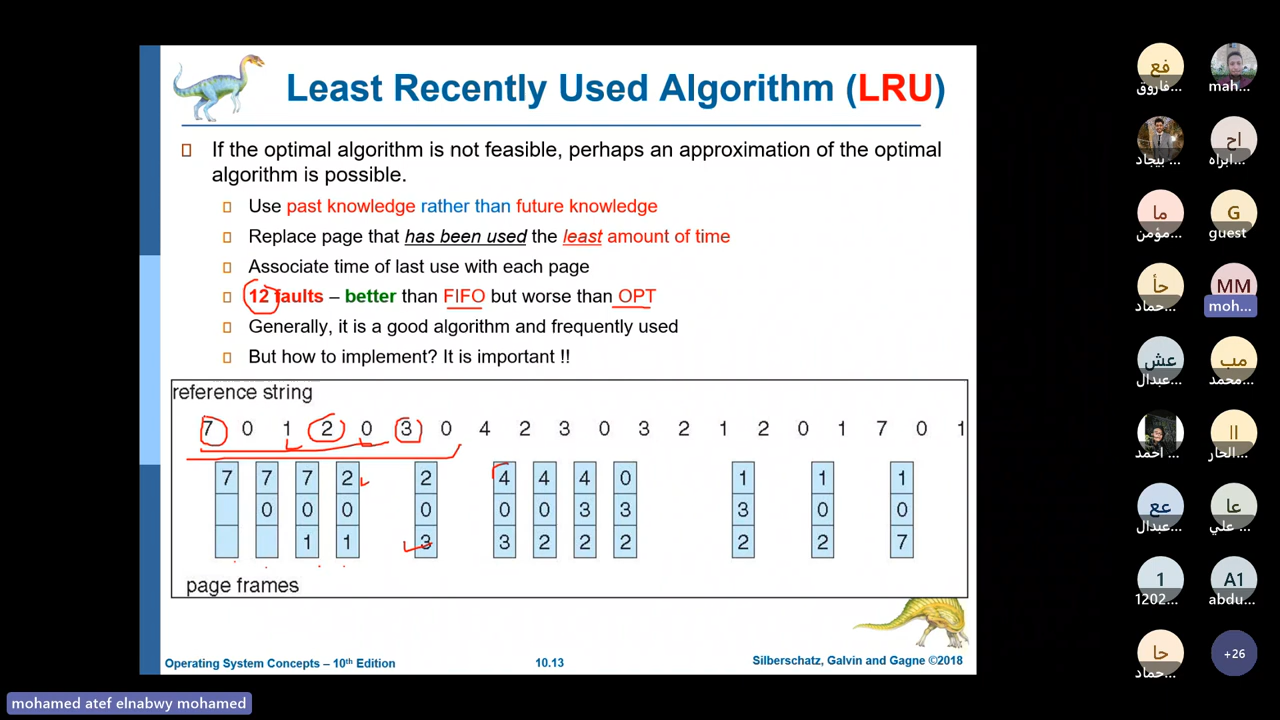 Least Recently Used Algorithm (LRU)
If the optimal algorithm is not feasible, perhaps an approximation of the optimal
algorithm is possible.
Use past knowledge rather than future knowledge
Replace page that has been used the least amount of time
Associate time of last use with each page
12 faults – better than FIFO but worse than OPT
Generally, it is a good algorithm and frequently used
But how to implement? It is important !!
reference string
7 0 1 2 0 3 0 4 2 3 0 3 2 1 2 0 1 7 0 1
7 7 7 2 2 4 4 4 0 1 1 1
0 0 0 0 0 0 3 3 3 0 0
1 1 3 3 2 2 2 2 2 7
page frames
Operating System Concepts – 10th Edition
10.13
Silberschatz, Galvin and Gagne ©2018
mohamed atef elnabwy mohamed
فع
فاروق...
mah...
بيجاد...
اح
ابراه...
ما
مؤمن...
G
guest
حأ
حماد...
MM
moh...
عش
عبدال...
مب
محمد...
احمد...
اا
الحار...
عع
عبدال...
عا
علي...
1
1202...
A1
abdu...
حا
حماد...
+26